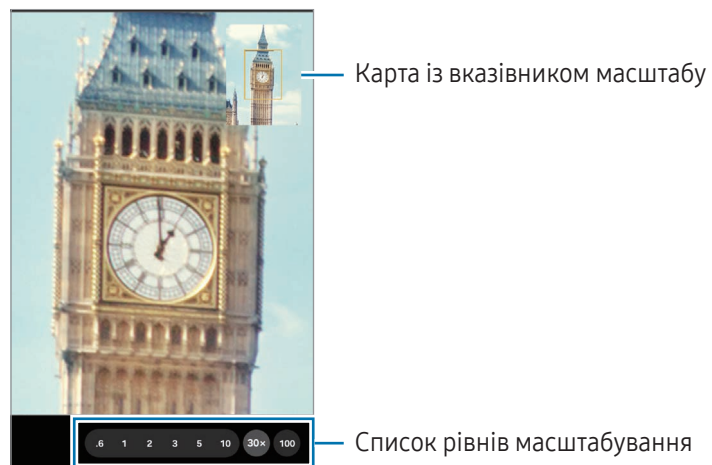 Карта із вказівником масштабу
.6 1 2 3 5 10 30× 100
Список рівнів масштабування